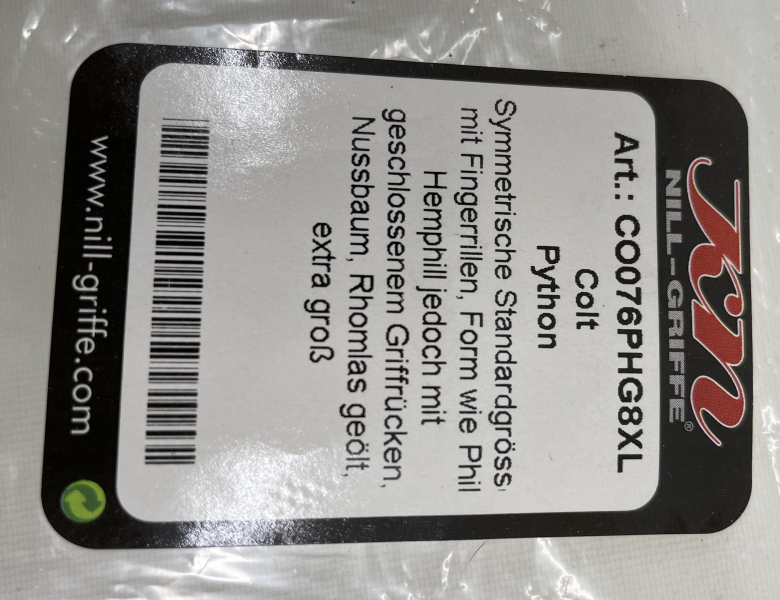 KN
NILL-GRIFFE®
Art.: CO076PHG8XL
Colt
Python
Symmetrische Standardgröss
mit Fingerrillen, Form wie Phil
Hemphill jedoch mit
geschlossenem Griffrücken,
Nussbaum, Rhomlas geölt,
extra groß
www.nill-griffe.com